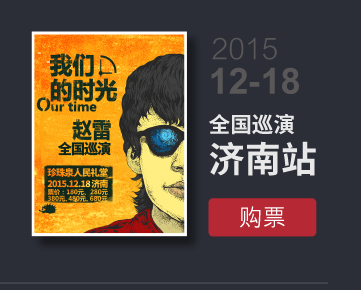 我们
的时光
Our time
赵雷
全国巡演
珍珠泉人民礼堂
2015.12.18 济南
票价：180元、280元
380元、480元、680元
2015
12-18
全国巡演
济南站
购票